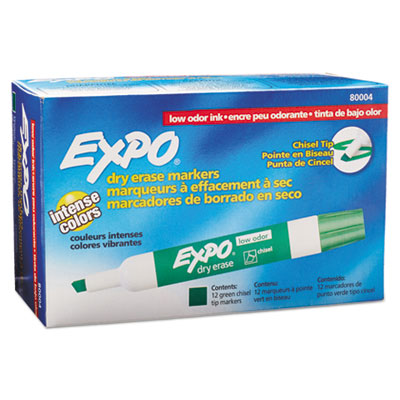 80004
low odor ink • encre peu odorante • tinta de bajo olor
EXPO®
dry erase markers
marqueurs à effacement à sec
marcadores de borrado en seco
Chisel Tip
Pointe en Biseau
Punta de Cincel
intense
colors
couleurs intenses
colores vibrantes
EXPO
dry erase
low odor
chisel
Contents:
12 green chisel
tip markers
Contenu:
12 marqueurs à pointe
vert en biseau
Contenido:
12 marcadores de
punto verde tipo cincel
EXPO
80004